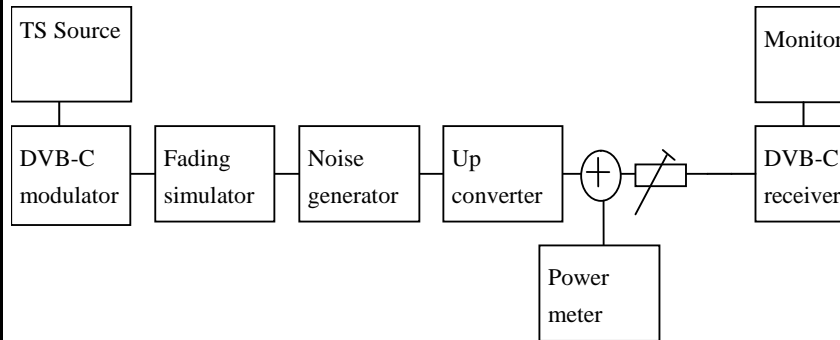 TS Source
Monitor
DVB-C
modulator
Fading
simulator
Noise
generator
Up
converter
DVB-C
receiver
Power
meter